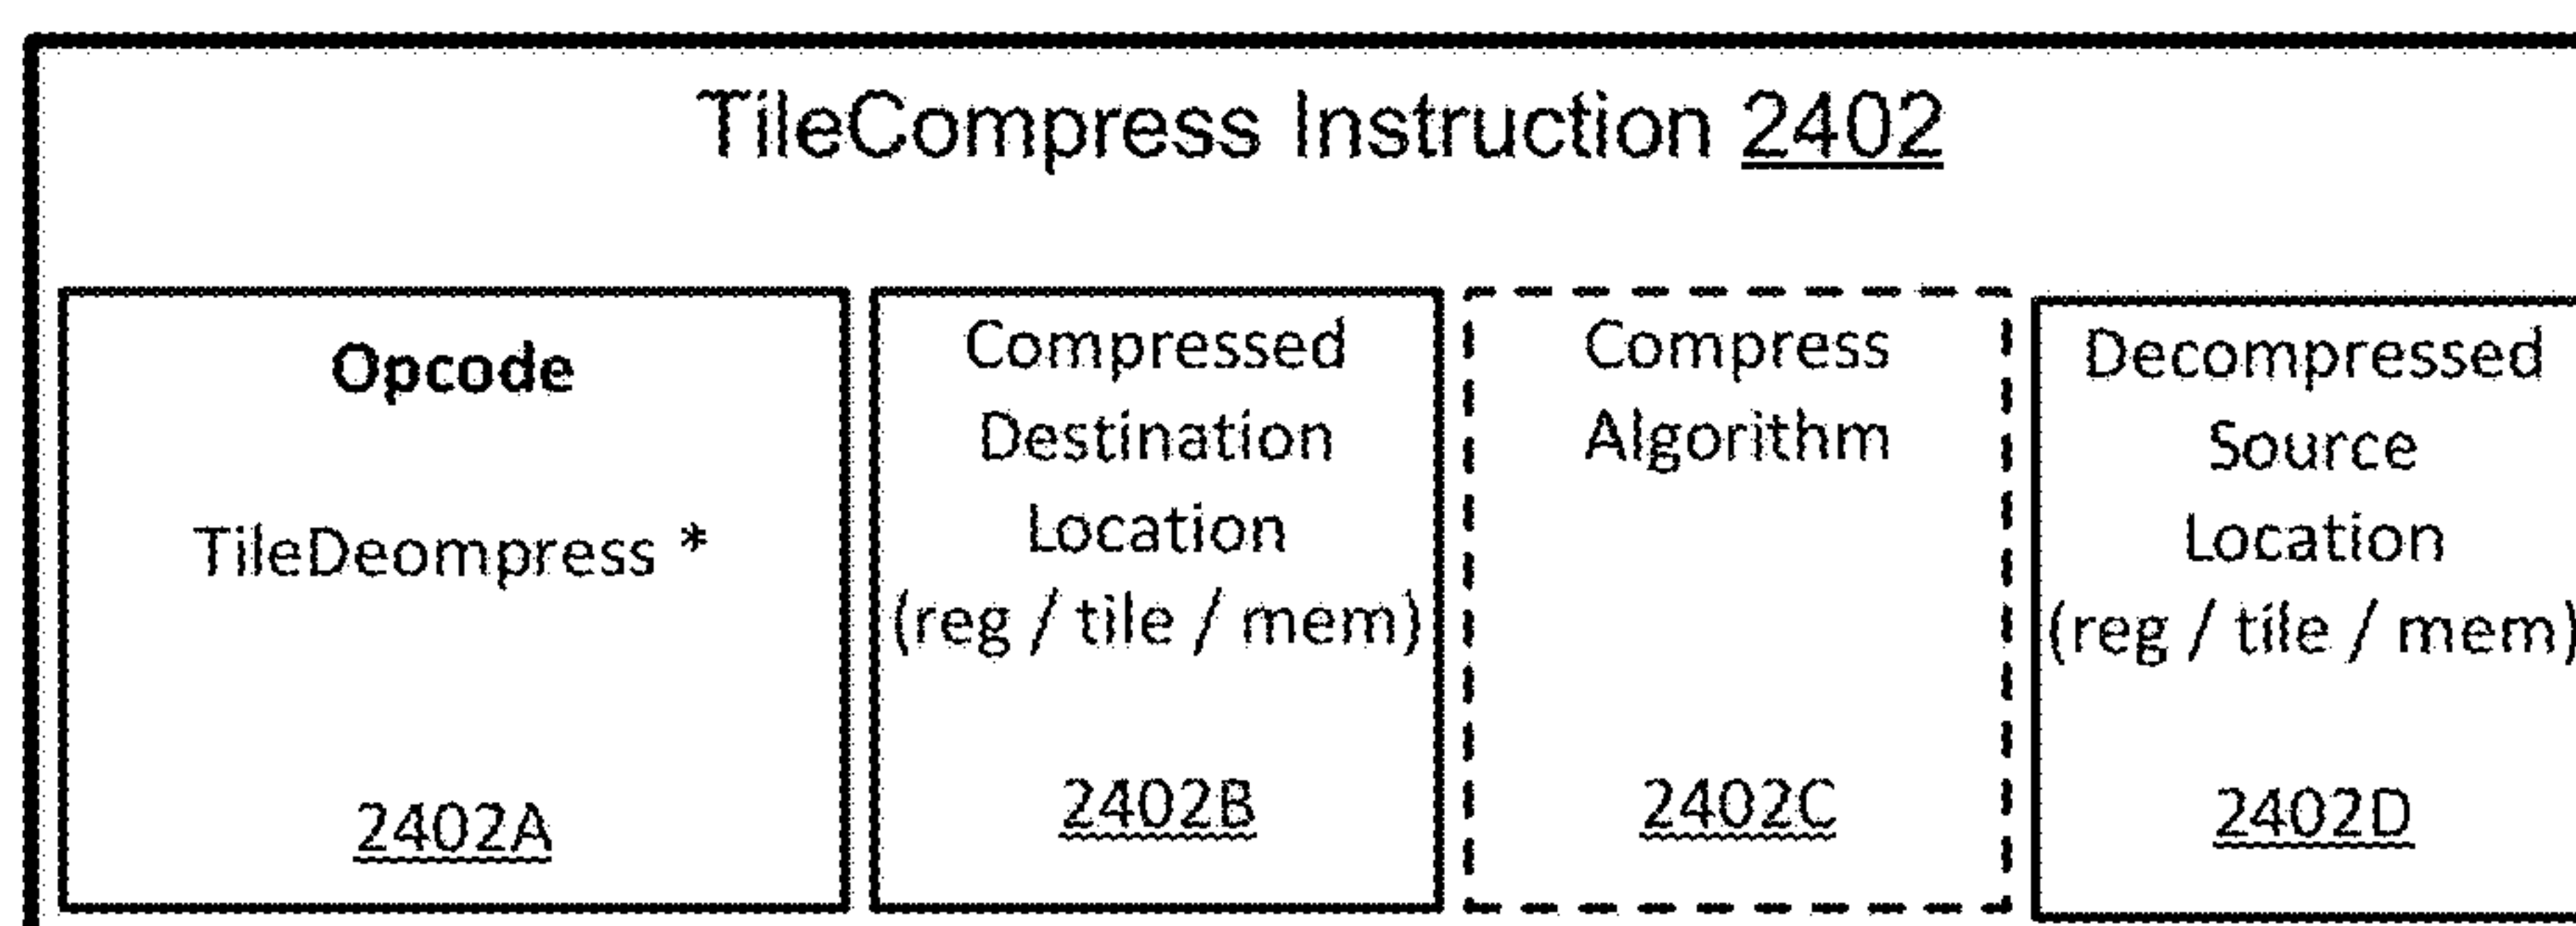 TileCompress Instruction 2402
Opcode
TileDeompress *
2402A
Compressed
Destination
Location
(reg / tile / mem)
2402B
Compress
Algorithm
2402C
Decompressed
Source
Location
(reg / tile / mem)
2402D